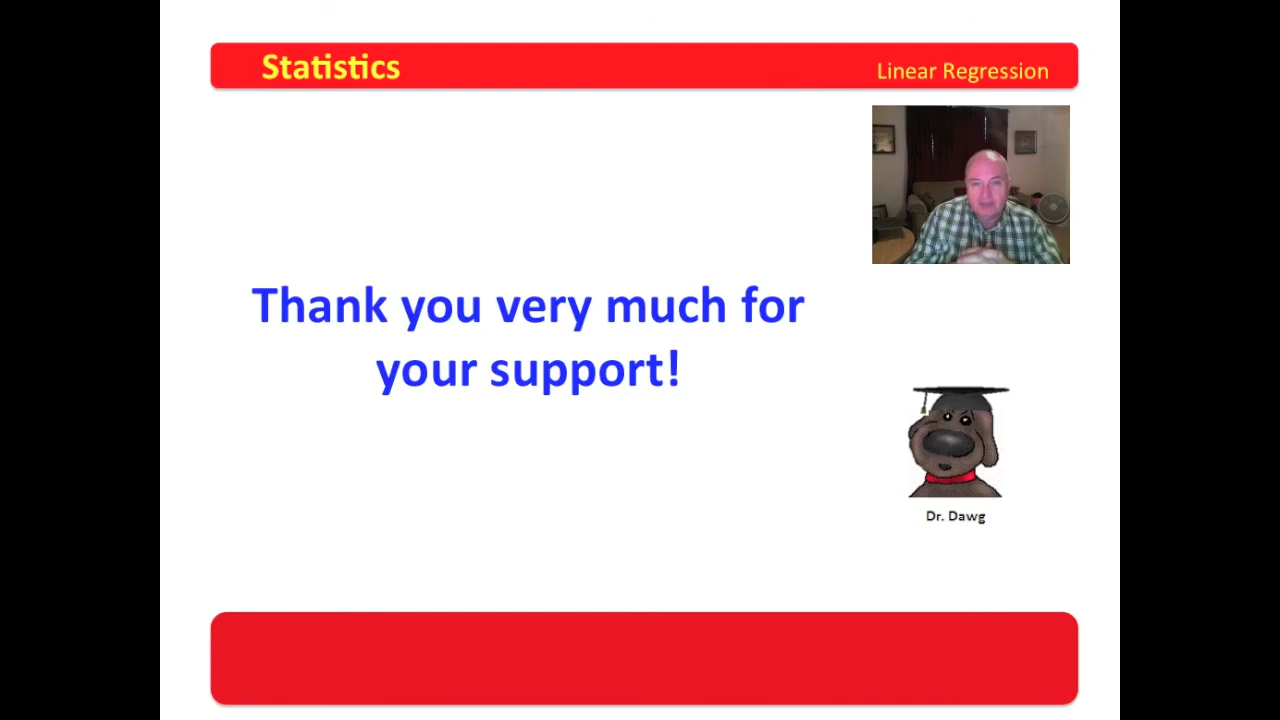 Statistics
Linear Regression
Thank you very much for
your support!
Dr. Dawg